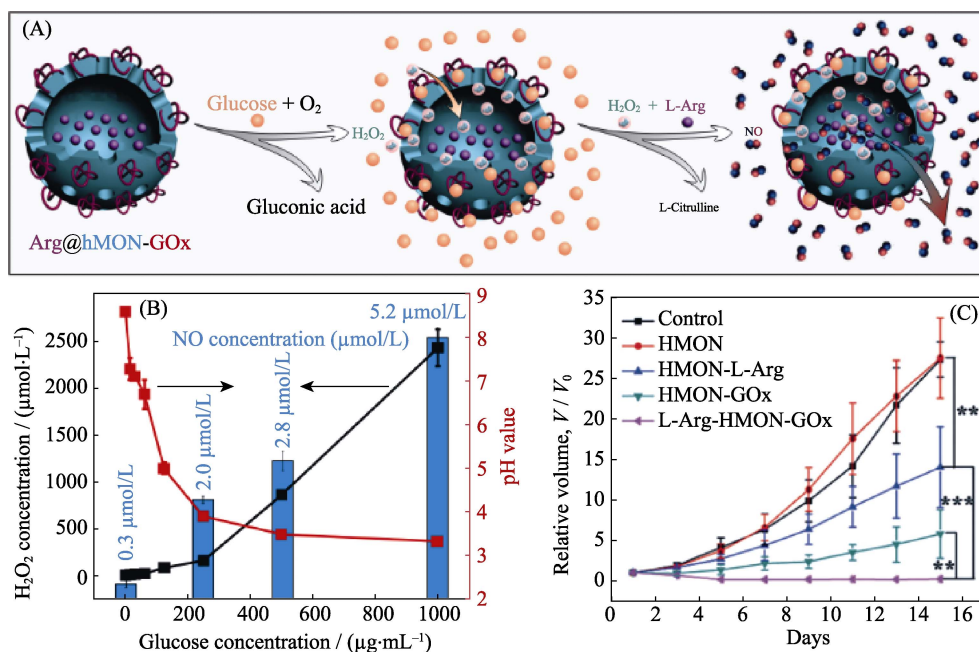 (A)
Glucose + O₂
H₂O₂
Gluconic acid
H₂O₂ + L-Arg
NO
L-Citrulline
Arg@hMON-GOx
(B)
NO concentration (μmol/L)
0.3 μmol/L
2.0 μmol/L
2.8 μmol/L
5.2 μmol/L
H₂O₂ concentration / (μmol·L⁻¹)
2500
2000
1500
1000
500
0
pH value
9
8
7
6
5
4
3
2
0 200 400 600 800 1000
Glucose concentration / (μg·mL⁻¹)
(C)
Control
HMON
HMON-L-Arg
HMON-GOx
L-Arg-HMON-GOx
Relative volume, V / V₀
35
30
25
20
15
10
5
0
**
***
**
0 2 4 6 8 10 12 14 16
Days